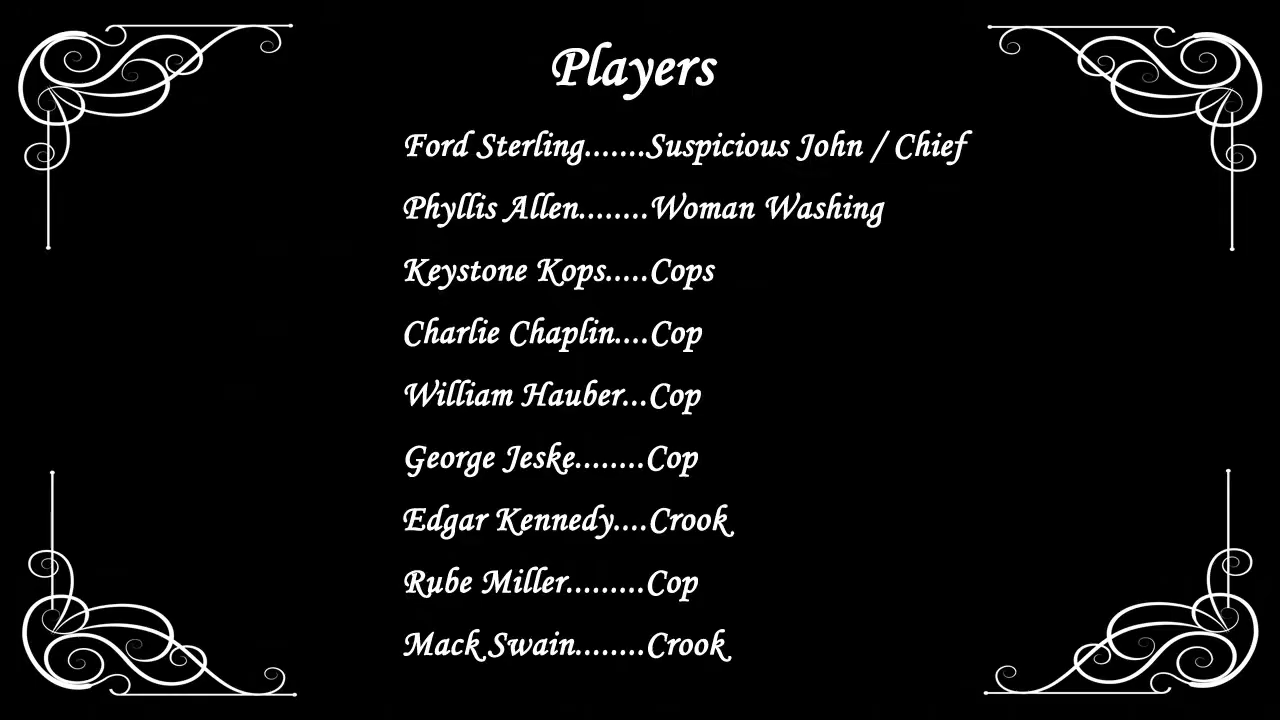 Players
Ford Sterling.......Suspicious John / Chief
Phyllis Allen........Woman Washing
Keystone Kops.....Cops
Charlie Chaplin....Cop
William Hauber...Cop
George Jeske........Cop
Edgar Kennedy....Crook
Rube Miller.........Cop
Mack Swain........Crook